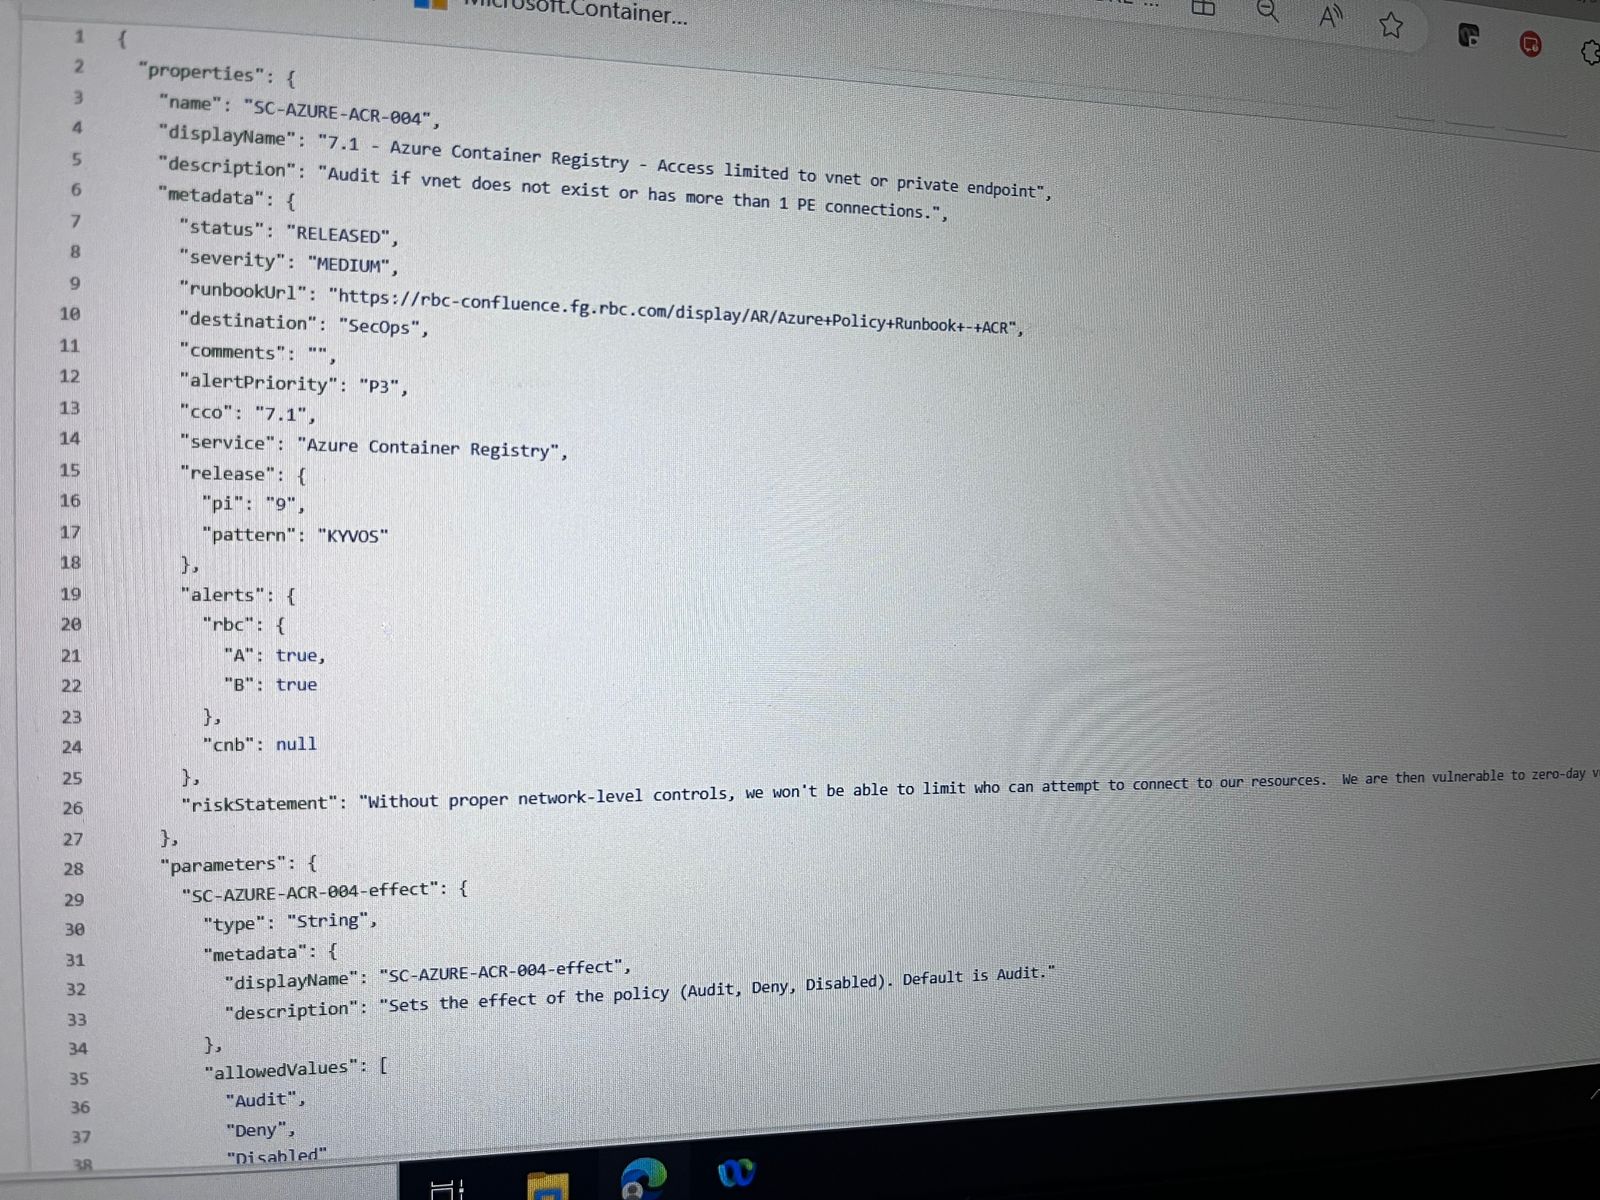 Microsoft.Container...
1 {
2 "properties": {
3 "name": "SC-AZURE-ACR-004",
4 "displayName": "7.1 - Azure Container Registry - Access limited to vnet or private endpoint",
5 "description": "Audit if vnet does not exist or has more than 1 PE connections.",
6 "metadata": {
7 "status": "RELEASED",
8 "severity": "MEDIUM",
9 "runbookUrl": "https://rbc-confluence.fg.rbc.com/display/AR/Azure+Policy+Runbook+-+ACR",
10 "destination": "SecOps",
11 "comments": "",
12 "alertPriority": "P3",
13 "cco": "7.1",
14 "service": "Azure Container Registry",
15 "release": {
16 "pi": "9",
17 "pattern": "KYVOS"
18 },
19 "alerts": {
20 "rbc": {
21 "A": true,
22 "B": true
23 },
24 "cnb": null
25 },
26 "riskStatement": "Without proper network-level controls, we won't be able to limit who can attempt to connect to our resources. We are then vulnerable to zero-day
27 },
28 "parameters": {
29 "SC-AZURE-ACR-004-effect": {
30 "type": "String",
31 "metadata": {
32 "displayName": "SC-AZURE-ACR-004-effect",
33 "description": "Sets the effect of the policy (Audit, Deny, Disabled). Default is Audit."
34 },
35 "allowedValues": [
36 "Audit",
37 "Deny",
38 "Disabled"